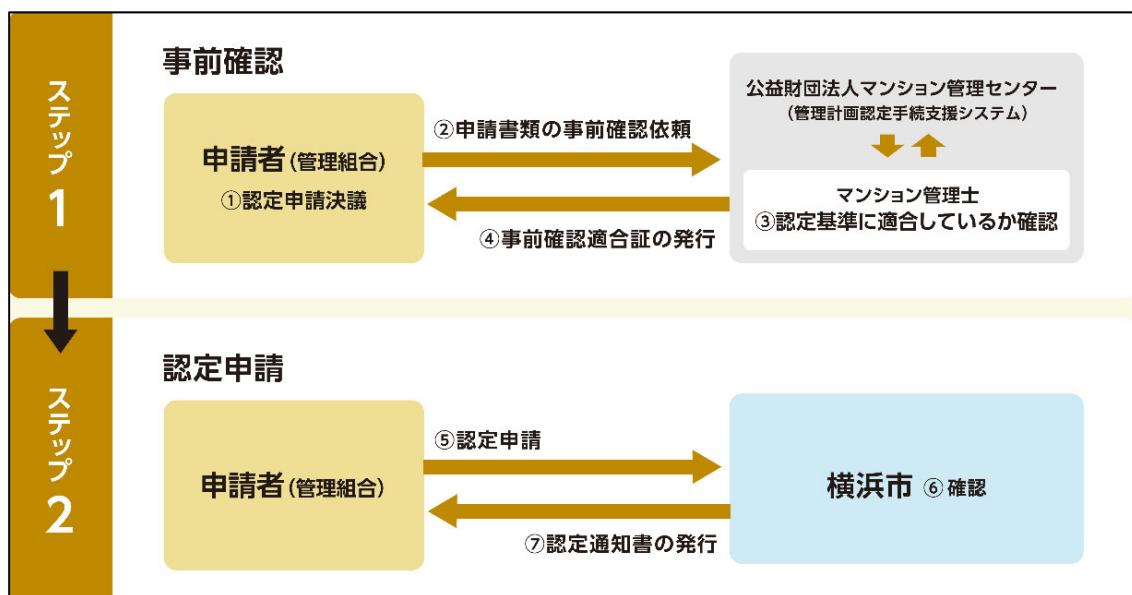 ステップ1
事前確認
申請者(管理組合)
①認定申請決議
②申請書類の事前確認依頼
④事前確認適合証の発行
公益財団法人マンション管理センター
(管理計画認定手続支援システム)
マンション管理士
③認定基準に適合しているか確認
ステップ2
認定申請
申請者(管理組合)
⑤認定申請
⑦認定通知書の発行
横浜市 ⑥確認